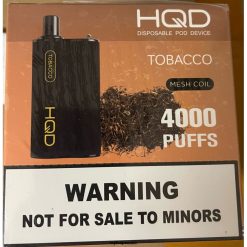 HQD
DISPOSABLE POD DEVICE
TOBACCO
MESH COIL
4000
PUFFS
TOBACCO
HQD
WARNING
NOT FOR SALE TO MINORS